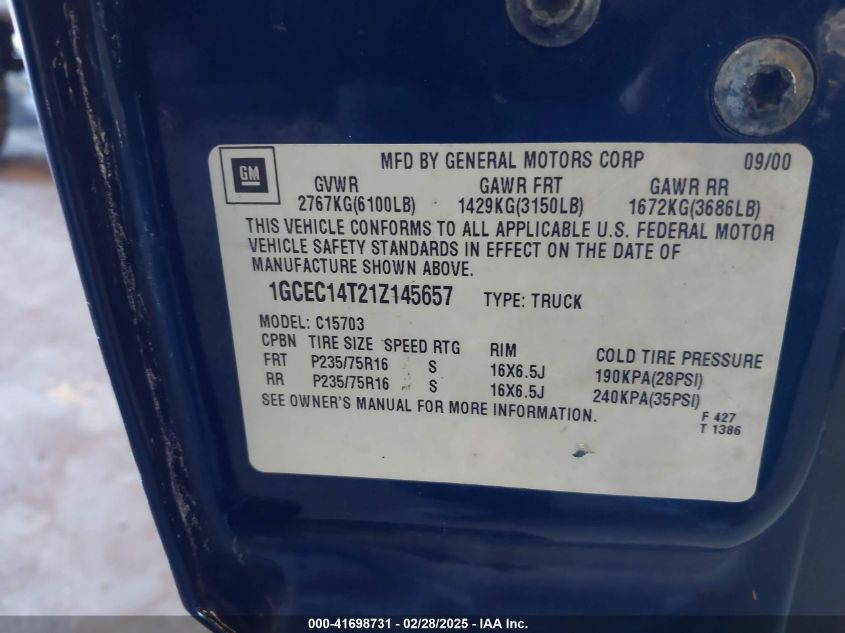 GM
MFD BY GENERAL MOTORS CORP 09/00
GVWR GAWR FRT GAWR RR
2767KG(6100LB) 1429KG(3150LB) 1672KG(3686LB)
THIS VEHICLE CONFORMS TO ALL APPLICABLE U.S. FEDERAL MOTOR
VEHICLE SAFETY STANDARDS IN EFFECT ON THE DATE OF
MANUFACTURE SHOWN ABOVE.
1GCEC14T21Z145657 TYPE: TRUCK
MODEL: C15703
CPBN TIRE SIZE SPEED RTG RIM COLD TIRE PRESSURE
FRT P235/75R16 S 16X6.5J 190KPA(28PSI)
RR P235/75R16 S 16X6.5J 240KPA(35PSI)
SEE OWNER'S MANUAL FOR MORE INFORMATION.
F 427
T 1386
000-41698731 - 02/28/2025 - IAA Inc.